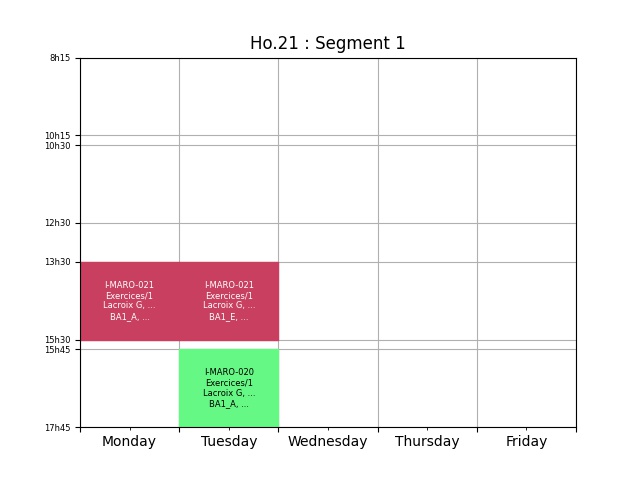 Ho.21 : Segment 1
8h15
10h15
10h30
12h30
13h30
I-MARO-021
Exercices/1
Lacroix G, ...
BA1_A, ...
I-MARO-021
Exercices/1
Lacroix G, ...
BA1_E, ...
15h30
15h45
I-MARO-020
Exercices/1
Lacroix G, ...
BA1_A, ...
17h45
Monday
Tuesday
Wednesday
Thursday
Friday